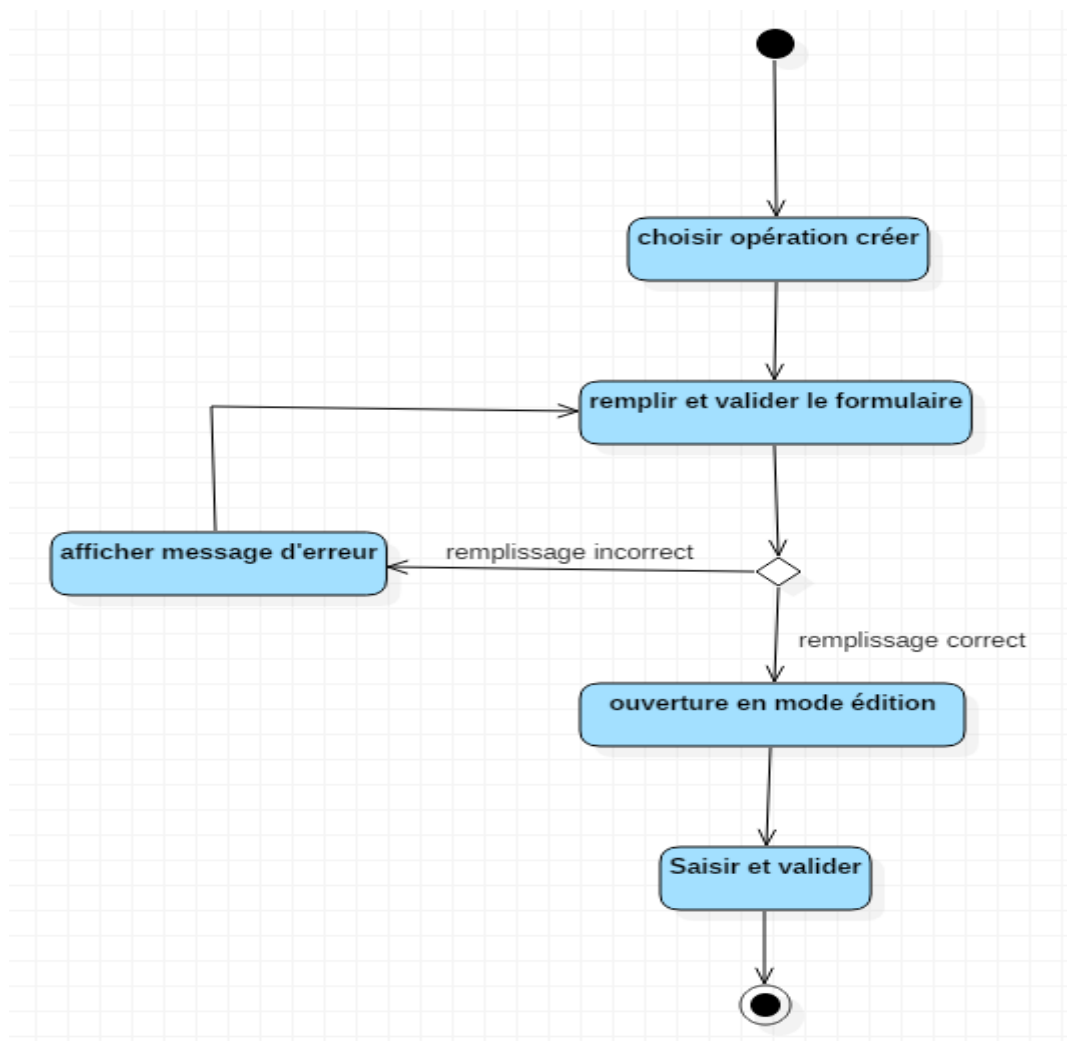 choisir opération créer
remplir et valider le formulaire
afficher message d'erreur
remplissage incorrect
remplissage correct
ouverture en mode édition
Saisir et valider